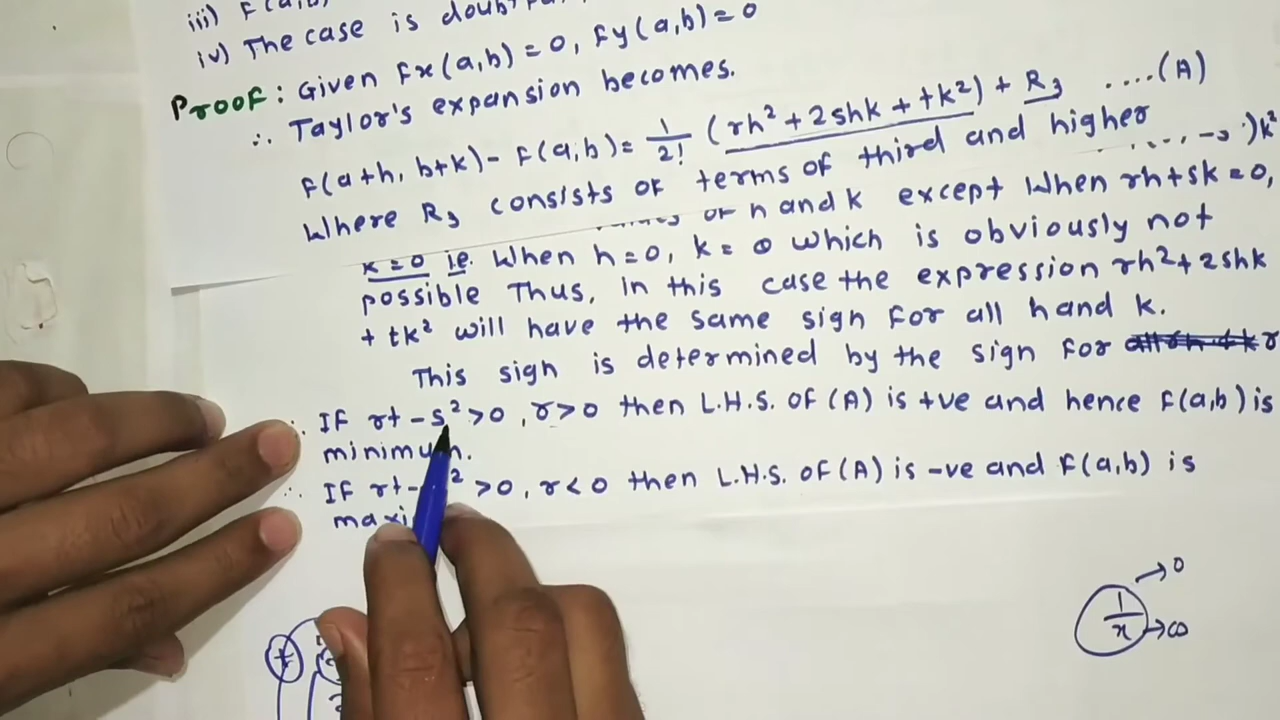 iii) F(a,b)
iv) The case is doubt
Proof: Given Fx(a,b)=0, Fy(a,b)=0
∴ Taylor's expansion becomes.
F(a+h, b+k)-F(a,b)= 1/2! (rh²+2shk+tk²) + R₃ ....(A)
Where R₃ consists of terms of third and higher
)k²
of h and k except When rh+sk=0,
k=0 ie. When h=0, k=0 which is obviously not
possible Thus, in this case the expression rh²+2shk
+tk² will have the same sign for all h and k.
This sign is determined by the sign for r
∴ If rt-s²>0, r>0 then L.H.S. of (A) is +ve and hence F(a,b) is
minimum.
∴ If rt- ²>0, r<0 then L.H.S. of (A) is -ve and F(a,b) is
maxi
1/x →0
→∞